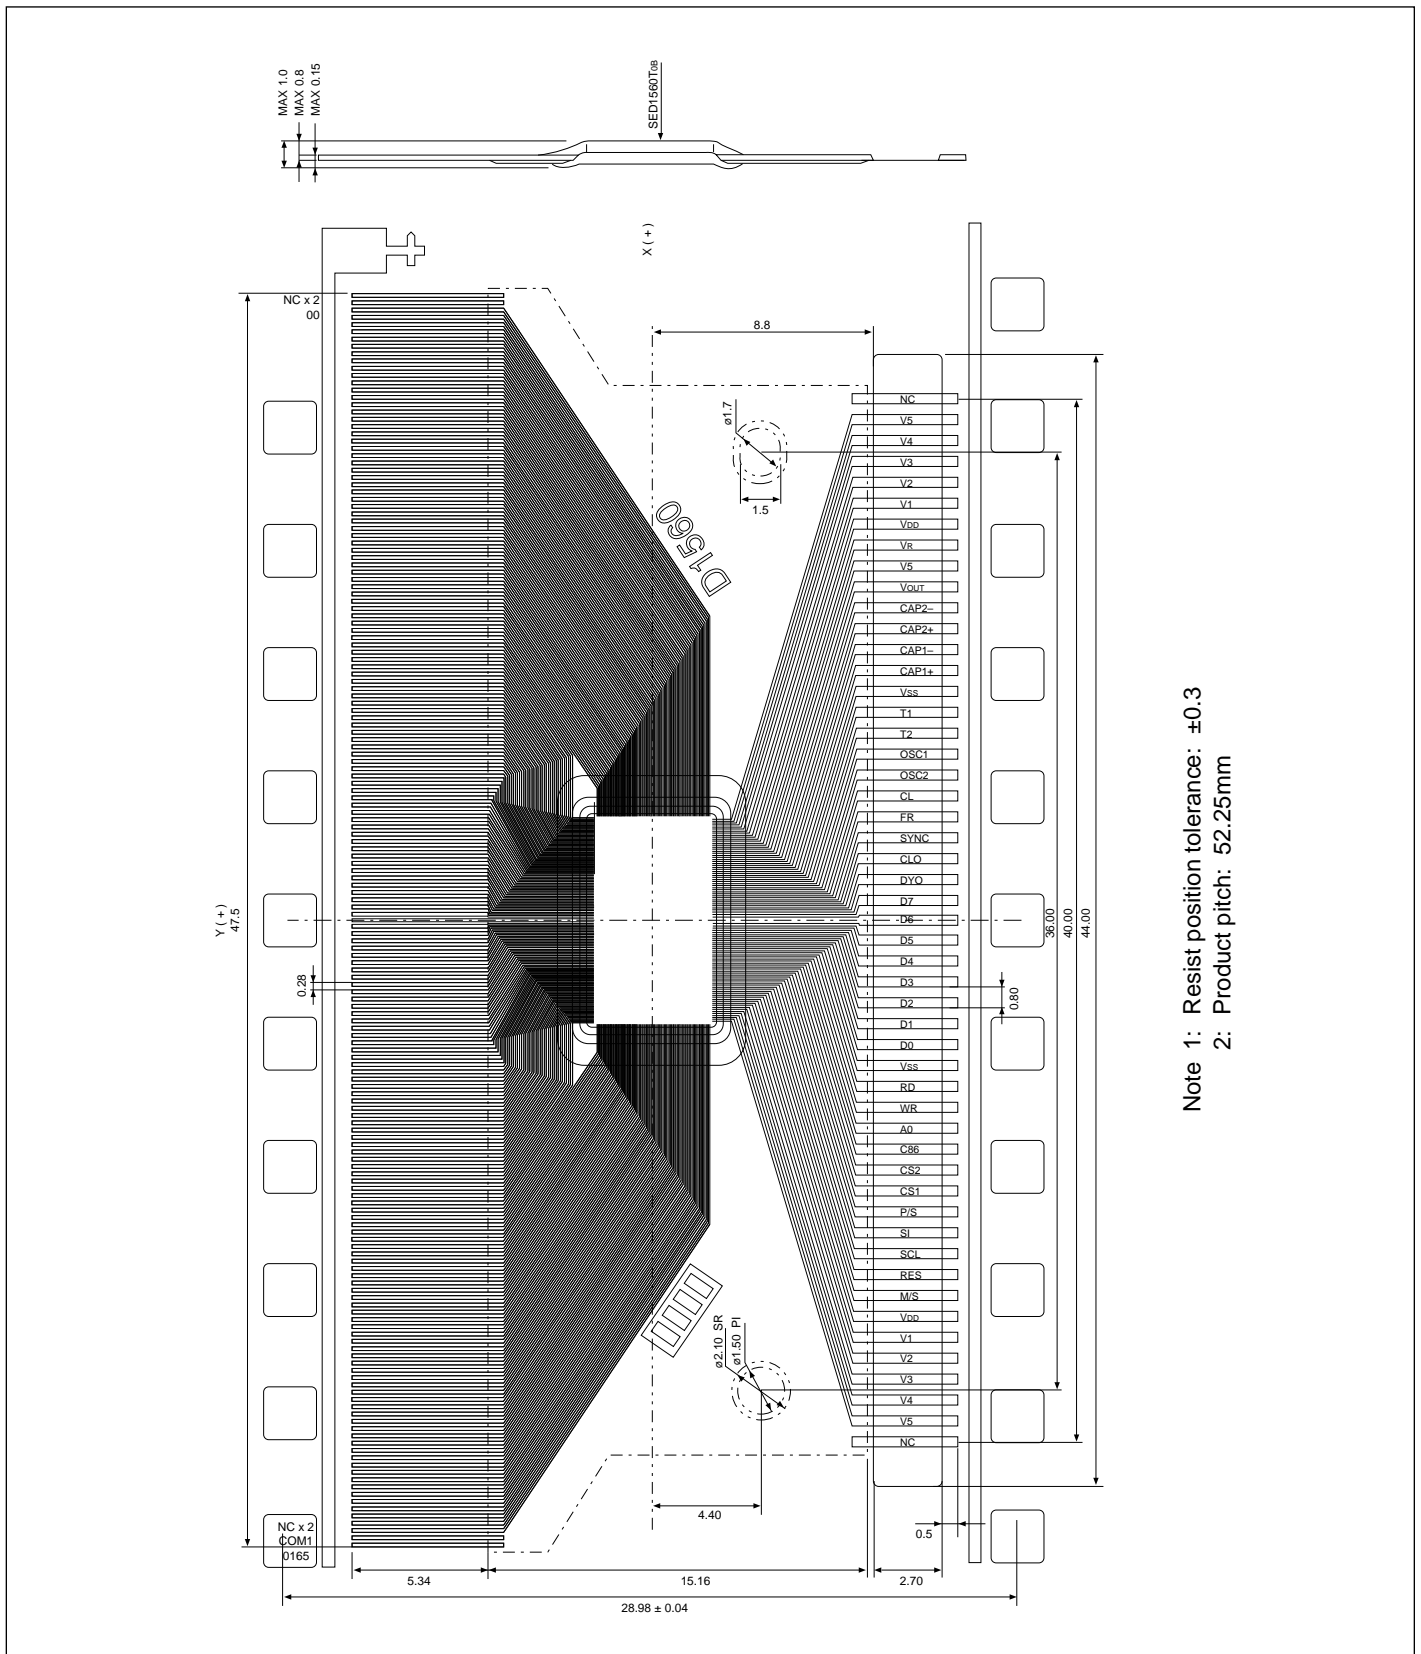 MAX 1.0
MAX 0.8
MAX 0.15
SED1560T0B
X ( + )
NC x 2
00
8.8
ø1.7
1.5
D1560
Y ( + )
47.5
0.28
NC
V5
V4
V3
V2
V1
VDD
VR
V5
VOUT
CAP2–
CAP2+
CAP1–
CAP1+
VSS
T1
T2
OSC1
OSC2
CL
FR
SYNC
CLO
DYO
D7
D6
D5
D4
D3
D2
D1
D0
VSS
RD
WR
A0
C86
CS2
CS1
P/S
SI
SCL
RES
M/S
VDD
V1
V2
V3
V4
V5
NC
36.00
40.00
44.00
0.80
ø2.10 SR
ø1.50 PI
4.40
0.5
NC x 2
COM1
0165
5.34
15.16
2.70
28.98 ± 0.04
Note 1: Resist position tolerance: ±0.3
2: Product pitch: 52.25mm